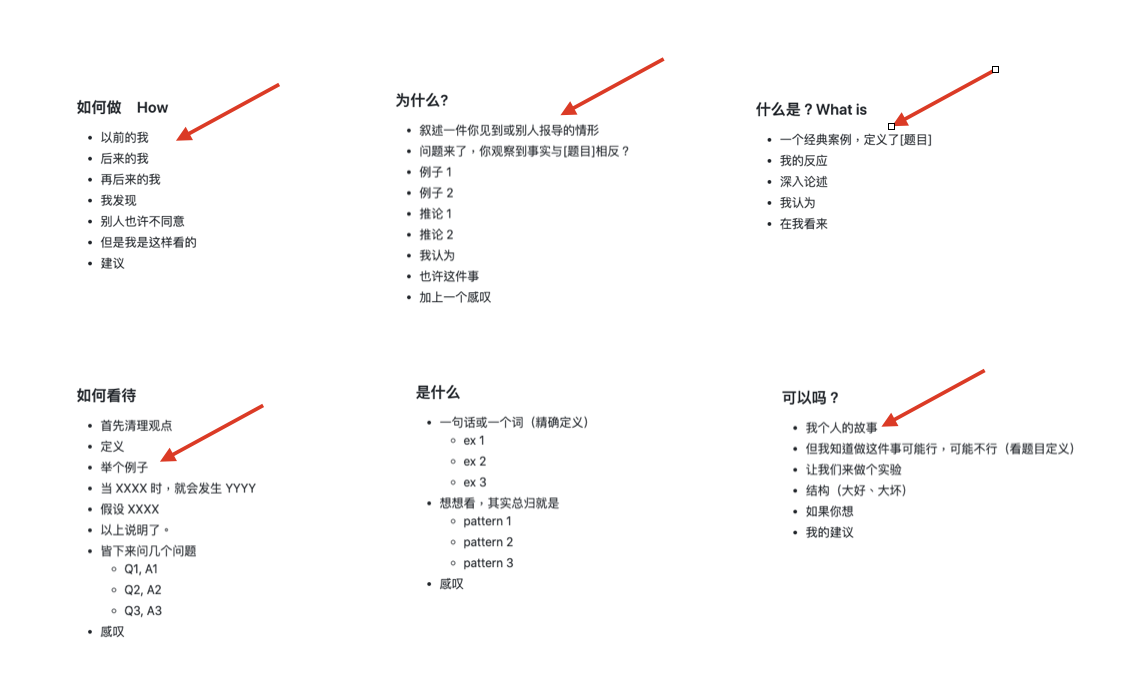 如何做 How
以前的我
后来的我
再后来的我
我发现
别人也许不同意
但是我是这样看的
建议
为什么？
叙述一件你见到或别人报导的情形
问题来了，你观察到事实与[题目]相反？
例子 1
例子 2
推论 1
推论 2
我认为
也许这件事
加上一个感叹
什么是？What is
一个经典案例，定义了[题目]
我的反应
深入论述
我认为
在我看来
如何看待
首先清理观点
定义
举个例子
当 XXXX 时，就会发生 YYYY
假设 XXXX
以上说明了。
皆下来问几个问题
Q1, A1
Q2, A2
Q3, A3
感叹
是什么
一句话或一个词（精确定义）
ex 1
ex 2
ex 3
想想看，其实总归就是
pattern 1
pattern 2
pattern 3
感叹
可以吗？
我个人的故事
但我知道做这件事可能行，可能不行（看题目定义）
让我们来做个实验
结构（大好、大坏）
如果你想
我的建议